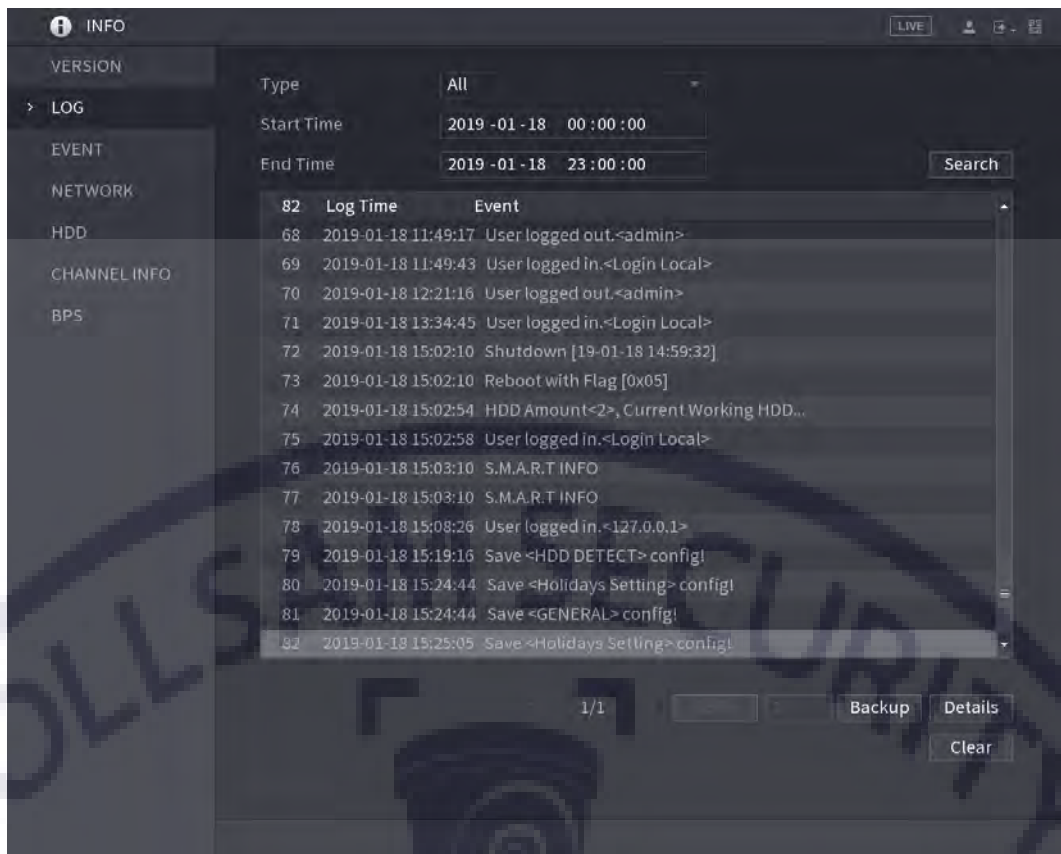 INFO
LIVE
VERSION
LOG
EVENT
NETWORK
HDD
CHANNEL INFO
BPS
Type All
Start Time 2019 -01 -18 00 :00 :00
End Time 2019 -01 -18 23 :00 :00
Search
82 Log Time Event
68 2019-01-18 11:49:17 User logged out.<admin>
69 2019-01-18 11:49:43 User logged in.<Login Local>
70 2019-01-18 12:21:16 User logged out.<admin>
71 2019-01-18 13:34:45 User logged in.<Login Local>
72 2019-01-18 15:02:10 Shutdown [19-01-18 14:59:32]
73 2019-01-18 15:02:10 Reboot with Flag [0x05]
74 2019-01-18 15:02:54 HDD Amount<2>, Current Working HDD...
75 2019-01-18 15:02:58 User logged in.<Login Local>
76 2019-01-18 15:03:10 S.M.A.R.T INFO
77 2019-01-18 15:03:10 S.M.A.R.T INFO
78 2019-01-18 15:08:26 User logged in.<127.0.0.1>
79 2019-01-18 15:19:16 Save <HDD DETECT> config!
80 2019-01-18 15:24:44 Save <Holidays Setting> config!
81 2019-01-18 15:24:44 Save <GENERAL> config!
82 2019-01-18 15:25:05 Save <Holidays Setting> config!
1/1
Backup
Details
Clear